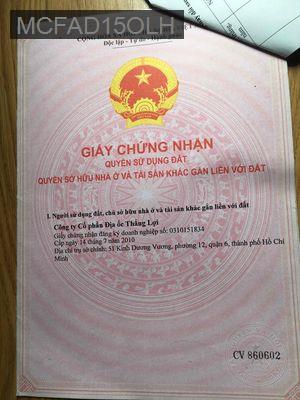 MCFAD15OLH
Độc lập - Tự do - Hạnh
GIẤY CHỨNG NHẬN
QUYỀN SỬ DỤNG ĐẤT
QUYỀN SỞ HỮU NHÀ Ở VÀ TÀI SẢN KHÁC GẮN LIỀN VỚI ĐẤT
I. Người sử dụng đất, chủ sở hữu nhà ở và tài sản khác gắn liền với đất
Công ty Cổ phần Địa ốc Thắng Lợi
Giấy chứng nhận đăng ký doanh nghiệp số: 0310151834
Cấp ngày 14 tháng 7 năm 2010
Địa chỉ trụ sở chính: 51 Kinh Dương Vương, phường 12, quận 6, thành phố Hồ Chí
Minh
CV 860602